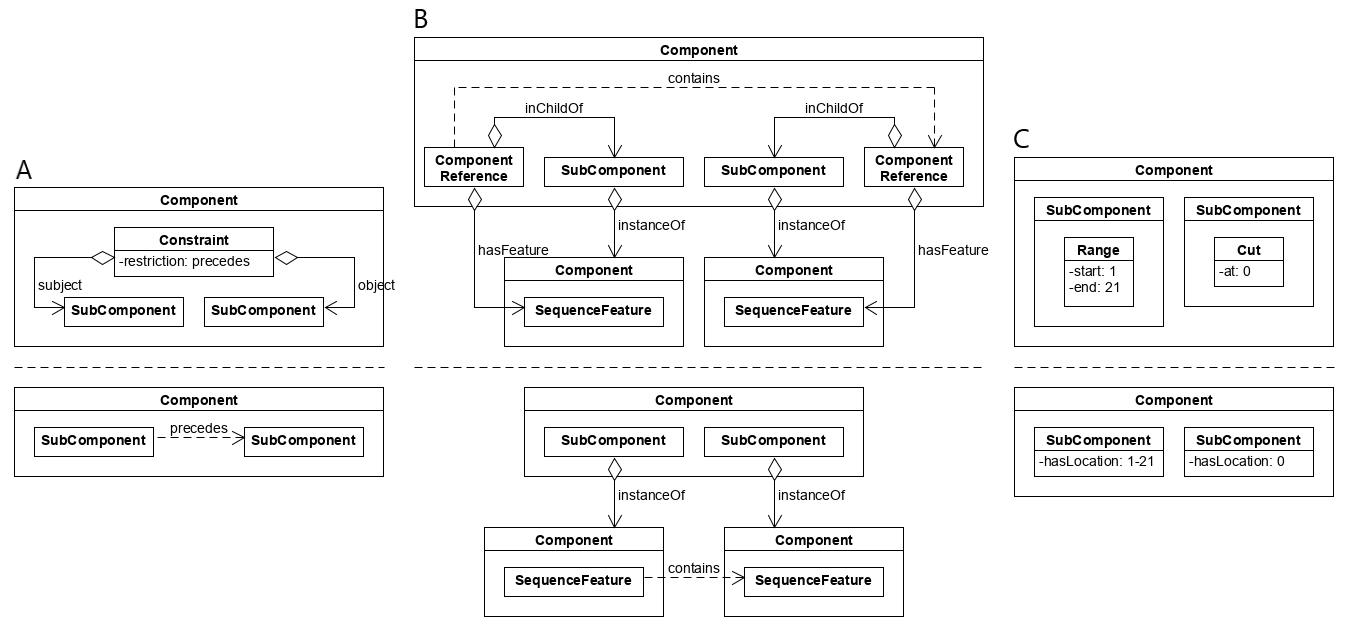 A
Component
Constraint
-restriction: precedes
subject
object
SubComponent
SubComponent
Component
SubComponent
precedes
SubComponent
B
Component
contains
inChildOf
inChildOf
Component
Reference
SubComponent
SubComponent
Component
Reference
instanceOf
instanceOf
hasFeature
hasFeature
Component
Component
SequenceFeature
SequenceFeature
Component
SubComponent
SubComponent
instanceOf
instanceOf
Component
Component
SequenceFeature
contains
SequenceFeature
C
Component
SubComponent
Range
-start: 1
-end: 21
SubComponent
Cut
-at: 0
Component
SubComponent
-hasLocation: 1-21
SubComponent
-hasLocation: 0